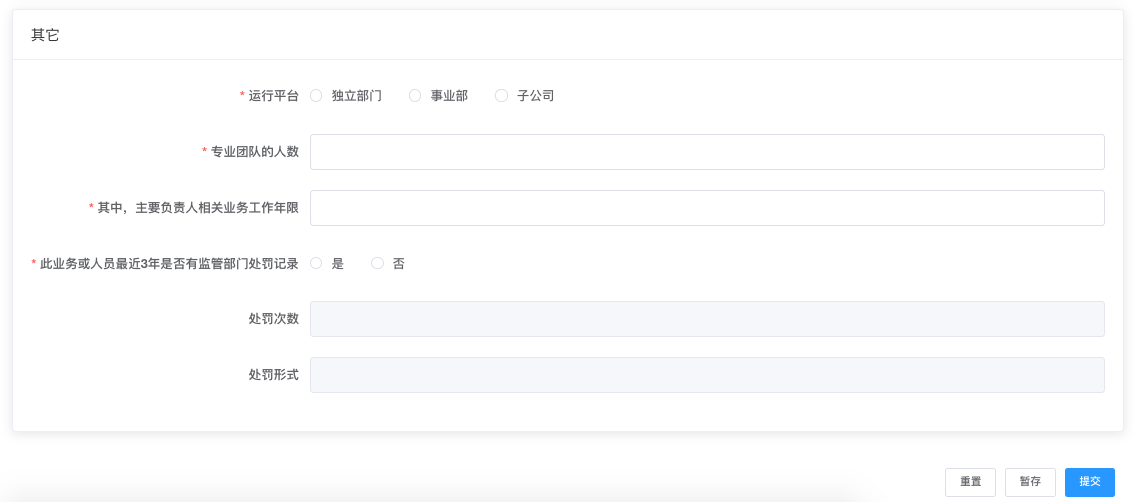 其它
* 运行平台 独立部门 事业部 子公司
* 专业团队的人数
* 其中，主要负责人相关业务工作年限
* 此业务或人员最近3年是否有监管部门处罚记录 是 否
处罚次数
处罚形式
重置 暂存 提交